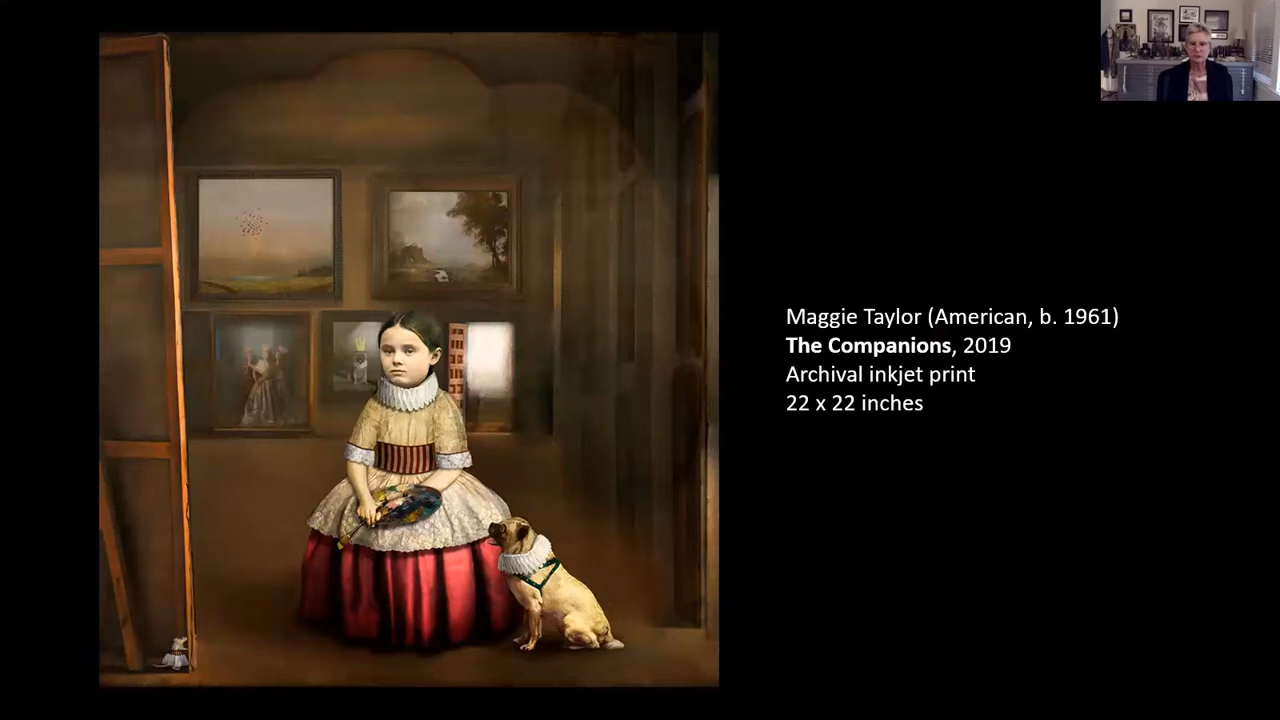 Maggie Taylor (American, b. 1961)
The Companions, 2019
Archival inkjet print
22 x 22 inches